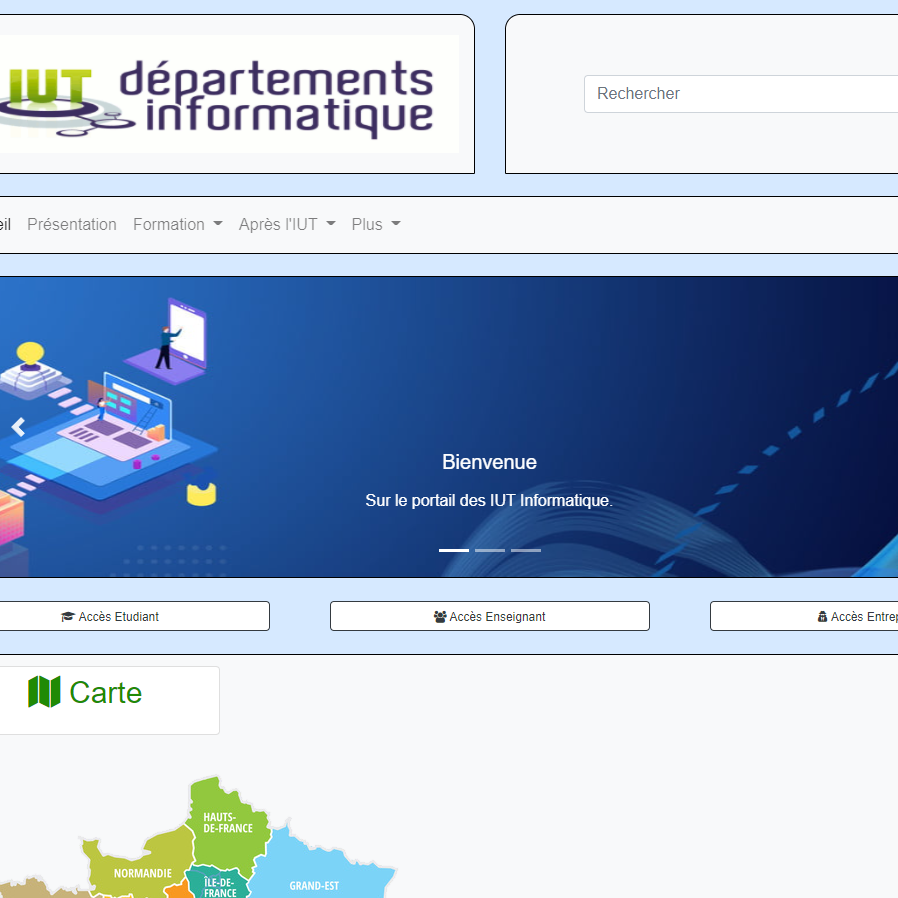 IUT départements
informatique
Rechercher
eil Présentation Formation Après l'IUT Plus
Bienvenue
Sur le portail des IUT Informatique.
Accès Etudiant Accès Enseignant Accès Entrep
Carte
HAUTS-
DE-FRANCE
NORMANDIE
ÎLE-DE-
FRANCE
GRAND-EST